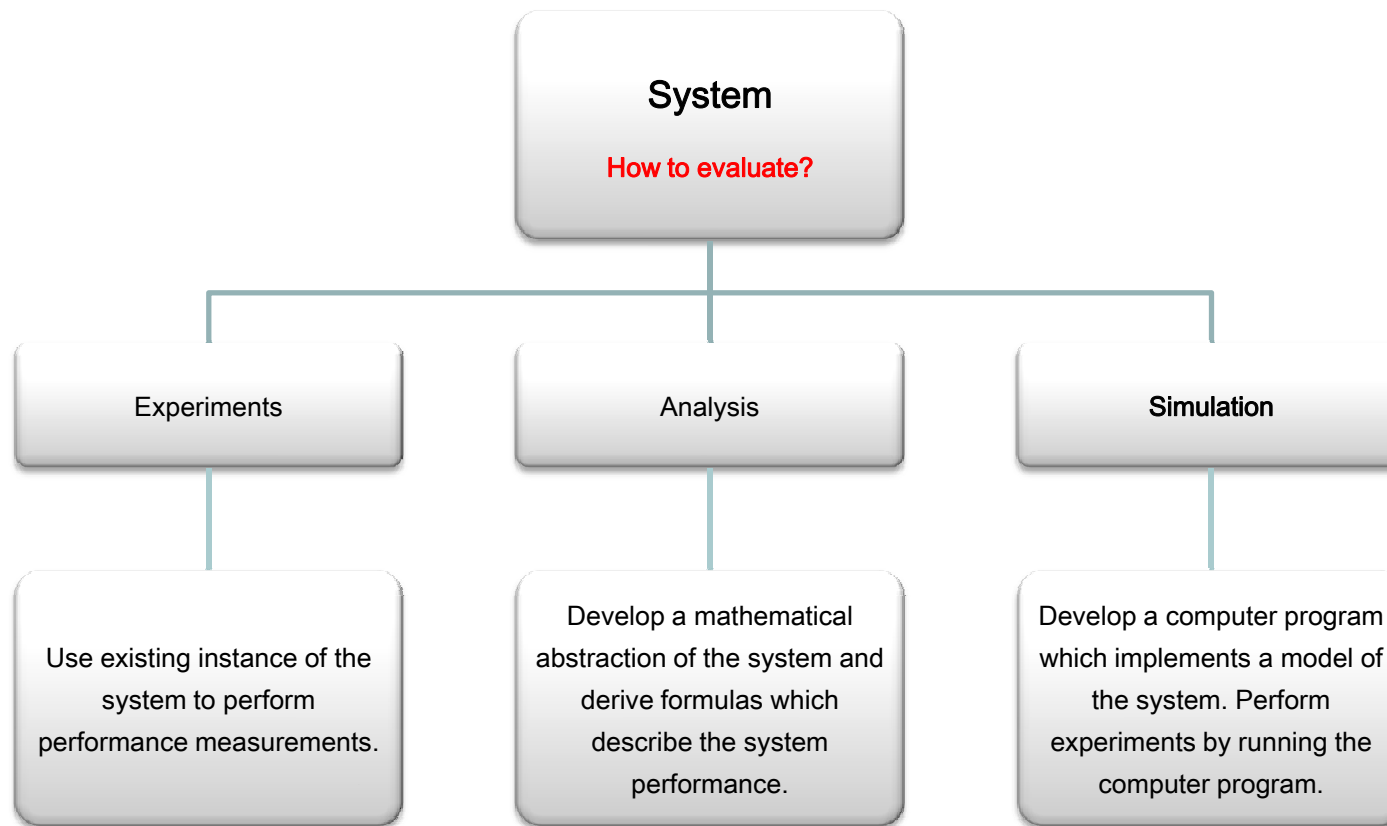 System
How to evaluate?
Experiments
Analysis
Simulation
Use existing instance of the
system to perform
performance measurements.
Develop a mathematical
abstraction of the system and
derive formulas which
describe the system
performance.
Develop a computer program
which implements a model of
the system. Perform
experiments by running the
computer program.